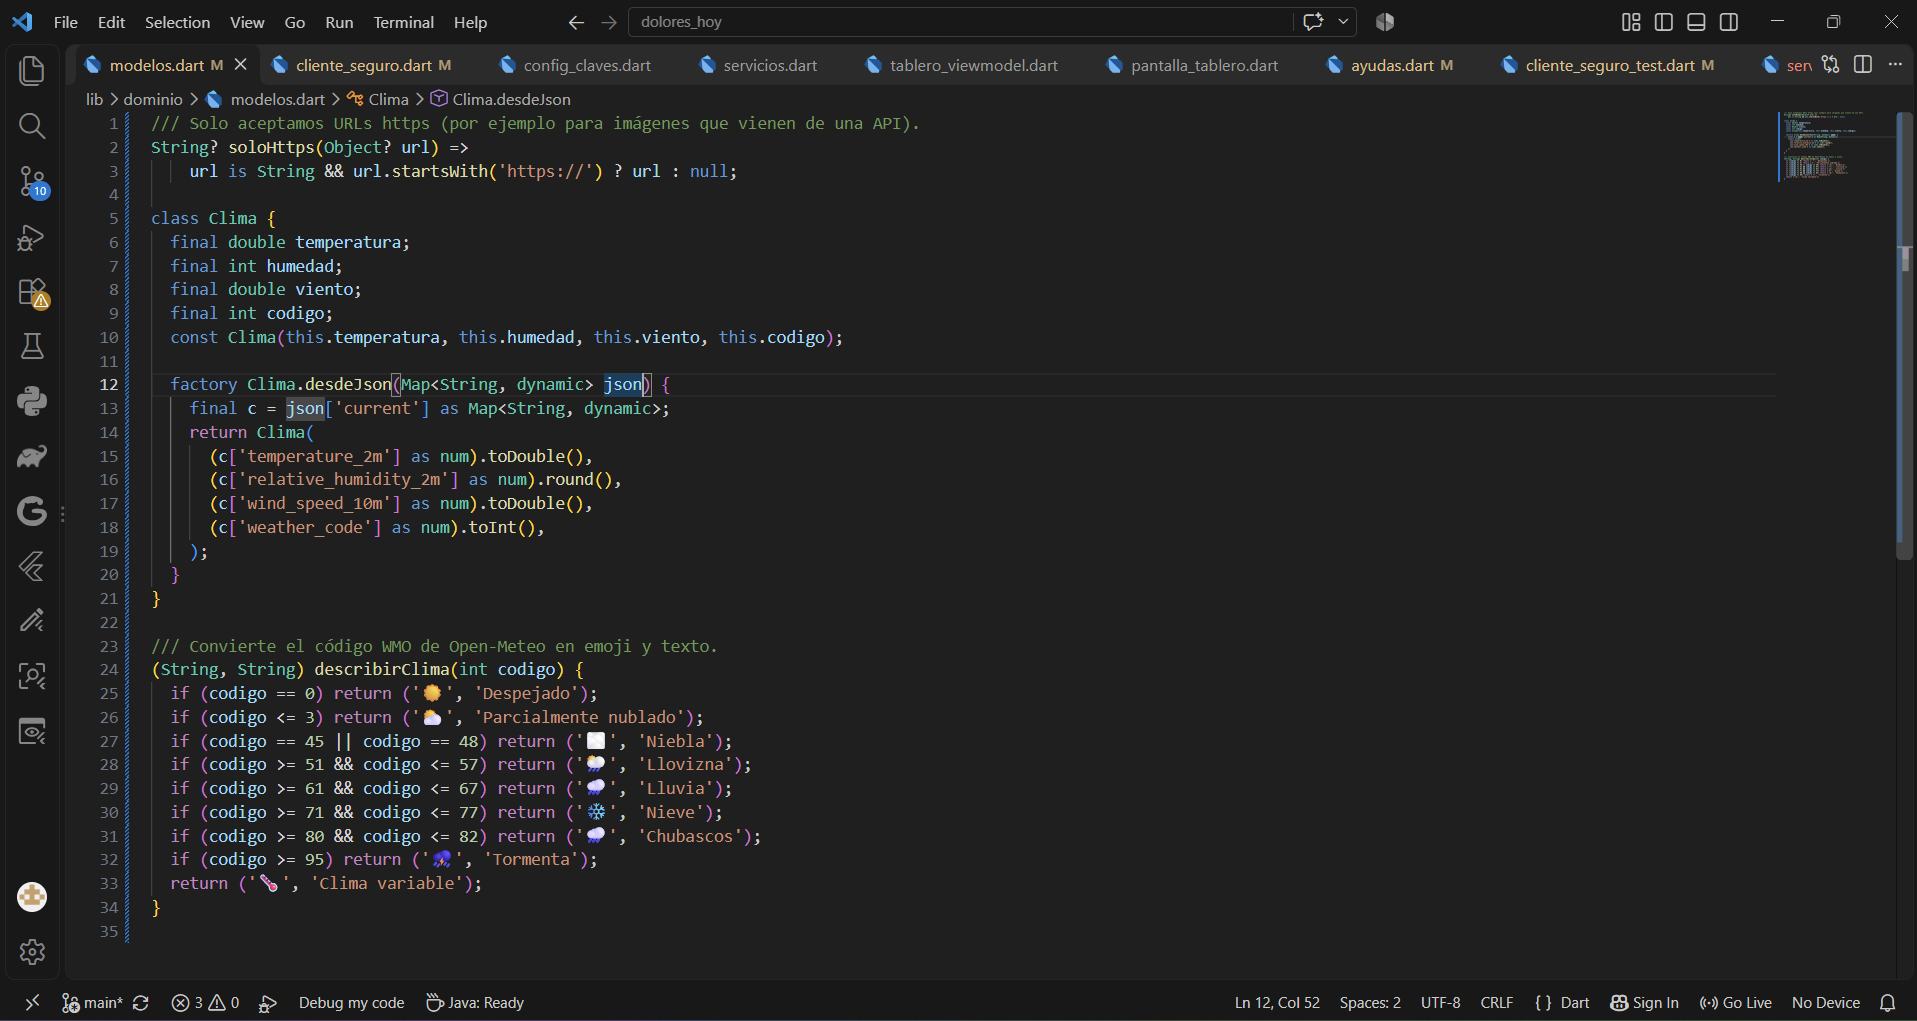 File Edit Selection View Go Run Terminal Help dolores_hoy
modelos.dart M cliente_seguro.dart M config_claves.dart servicios.dart tablero_viewmodel.dart pantalla_tablero.dart ayudas.dart M cliente_seguro_test.dart M serv
lib > dominio > modelos.dart > Clima > Clima.desdeJson
1 /// Solo aceptamos URLs https (por ejemplo para imágenes que vienen de una API).
2 String? soloHttps(Object? url) =>
3 url is String && url.startsWith('https://') ? url : null;
4
5 class Clima {
6 final double temperatura;
7 final int humedad;
8 final double viento;
9 final int codigo;
10 const Clima(this.temperatura, this.humedad, this.viento, this.codigo);
11
12 factory Clima.desdeJson(Map<String, dynamic> json) {
13 final c = json['current'] as Map<String, dynamic>;
14 return Clima(
15 (c['temperature_2m'] as num).toDouble(),
16 (c['relative_humidity_2m'] as num).round(),
17 (c['wind_speed_10m'] as num).toDouble(),
18 (c['weather_code'] as num).toInt(),
19 );
20 }
21 }
22
23 /// Convierte el código WMO de Open-Meteo en emoji y texto.
24 (String, String) describirClima(int codigo) {
25 if (codigo == 0) return ('☀️', 'Despejado');
26 if (codigo <= 3) return ('⛅', 'Parcialmente nublado');
27 if (codigo == 45 || codigo == 48) return ('🌫️', 'Niebla');
28 if (codigo >= 51 && codigo <= 57) return ('🌦️', 'Llovizna');
29 if (codigo >= 61 && codigo <= 67) return ('🌧️', 'Lluvia');
30 if (codigo >= 71 && codigo <= 77) return ('❄️', 'Nieve');
31 if (codigo >= 80 && codigo <= 82) return ('🌧️', 'Chubascos');
32 if (codigo >= 95) return ('⛈️', 'Tormenta');
33 return ('🌡️', 'Clima variable');
34 }
35
10
main* 3 0 Debug my code Java: Ready Ln 12, Col 52 Spaces: 2 UTF-8 CRLF { } Dart Sign In Go Live No Device